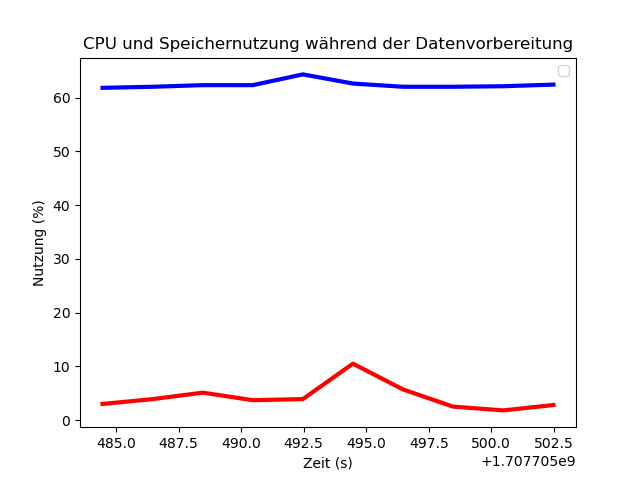 CPU und Speichernutzung während der Datenvorbereitung
60
50
40
30
20
10
0
Nutzung (%)
485.0 487.5 490.0 492.5 495.0 497.5 500.0 502.5
Zeit (s)
+1.707705e9